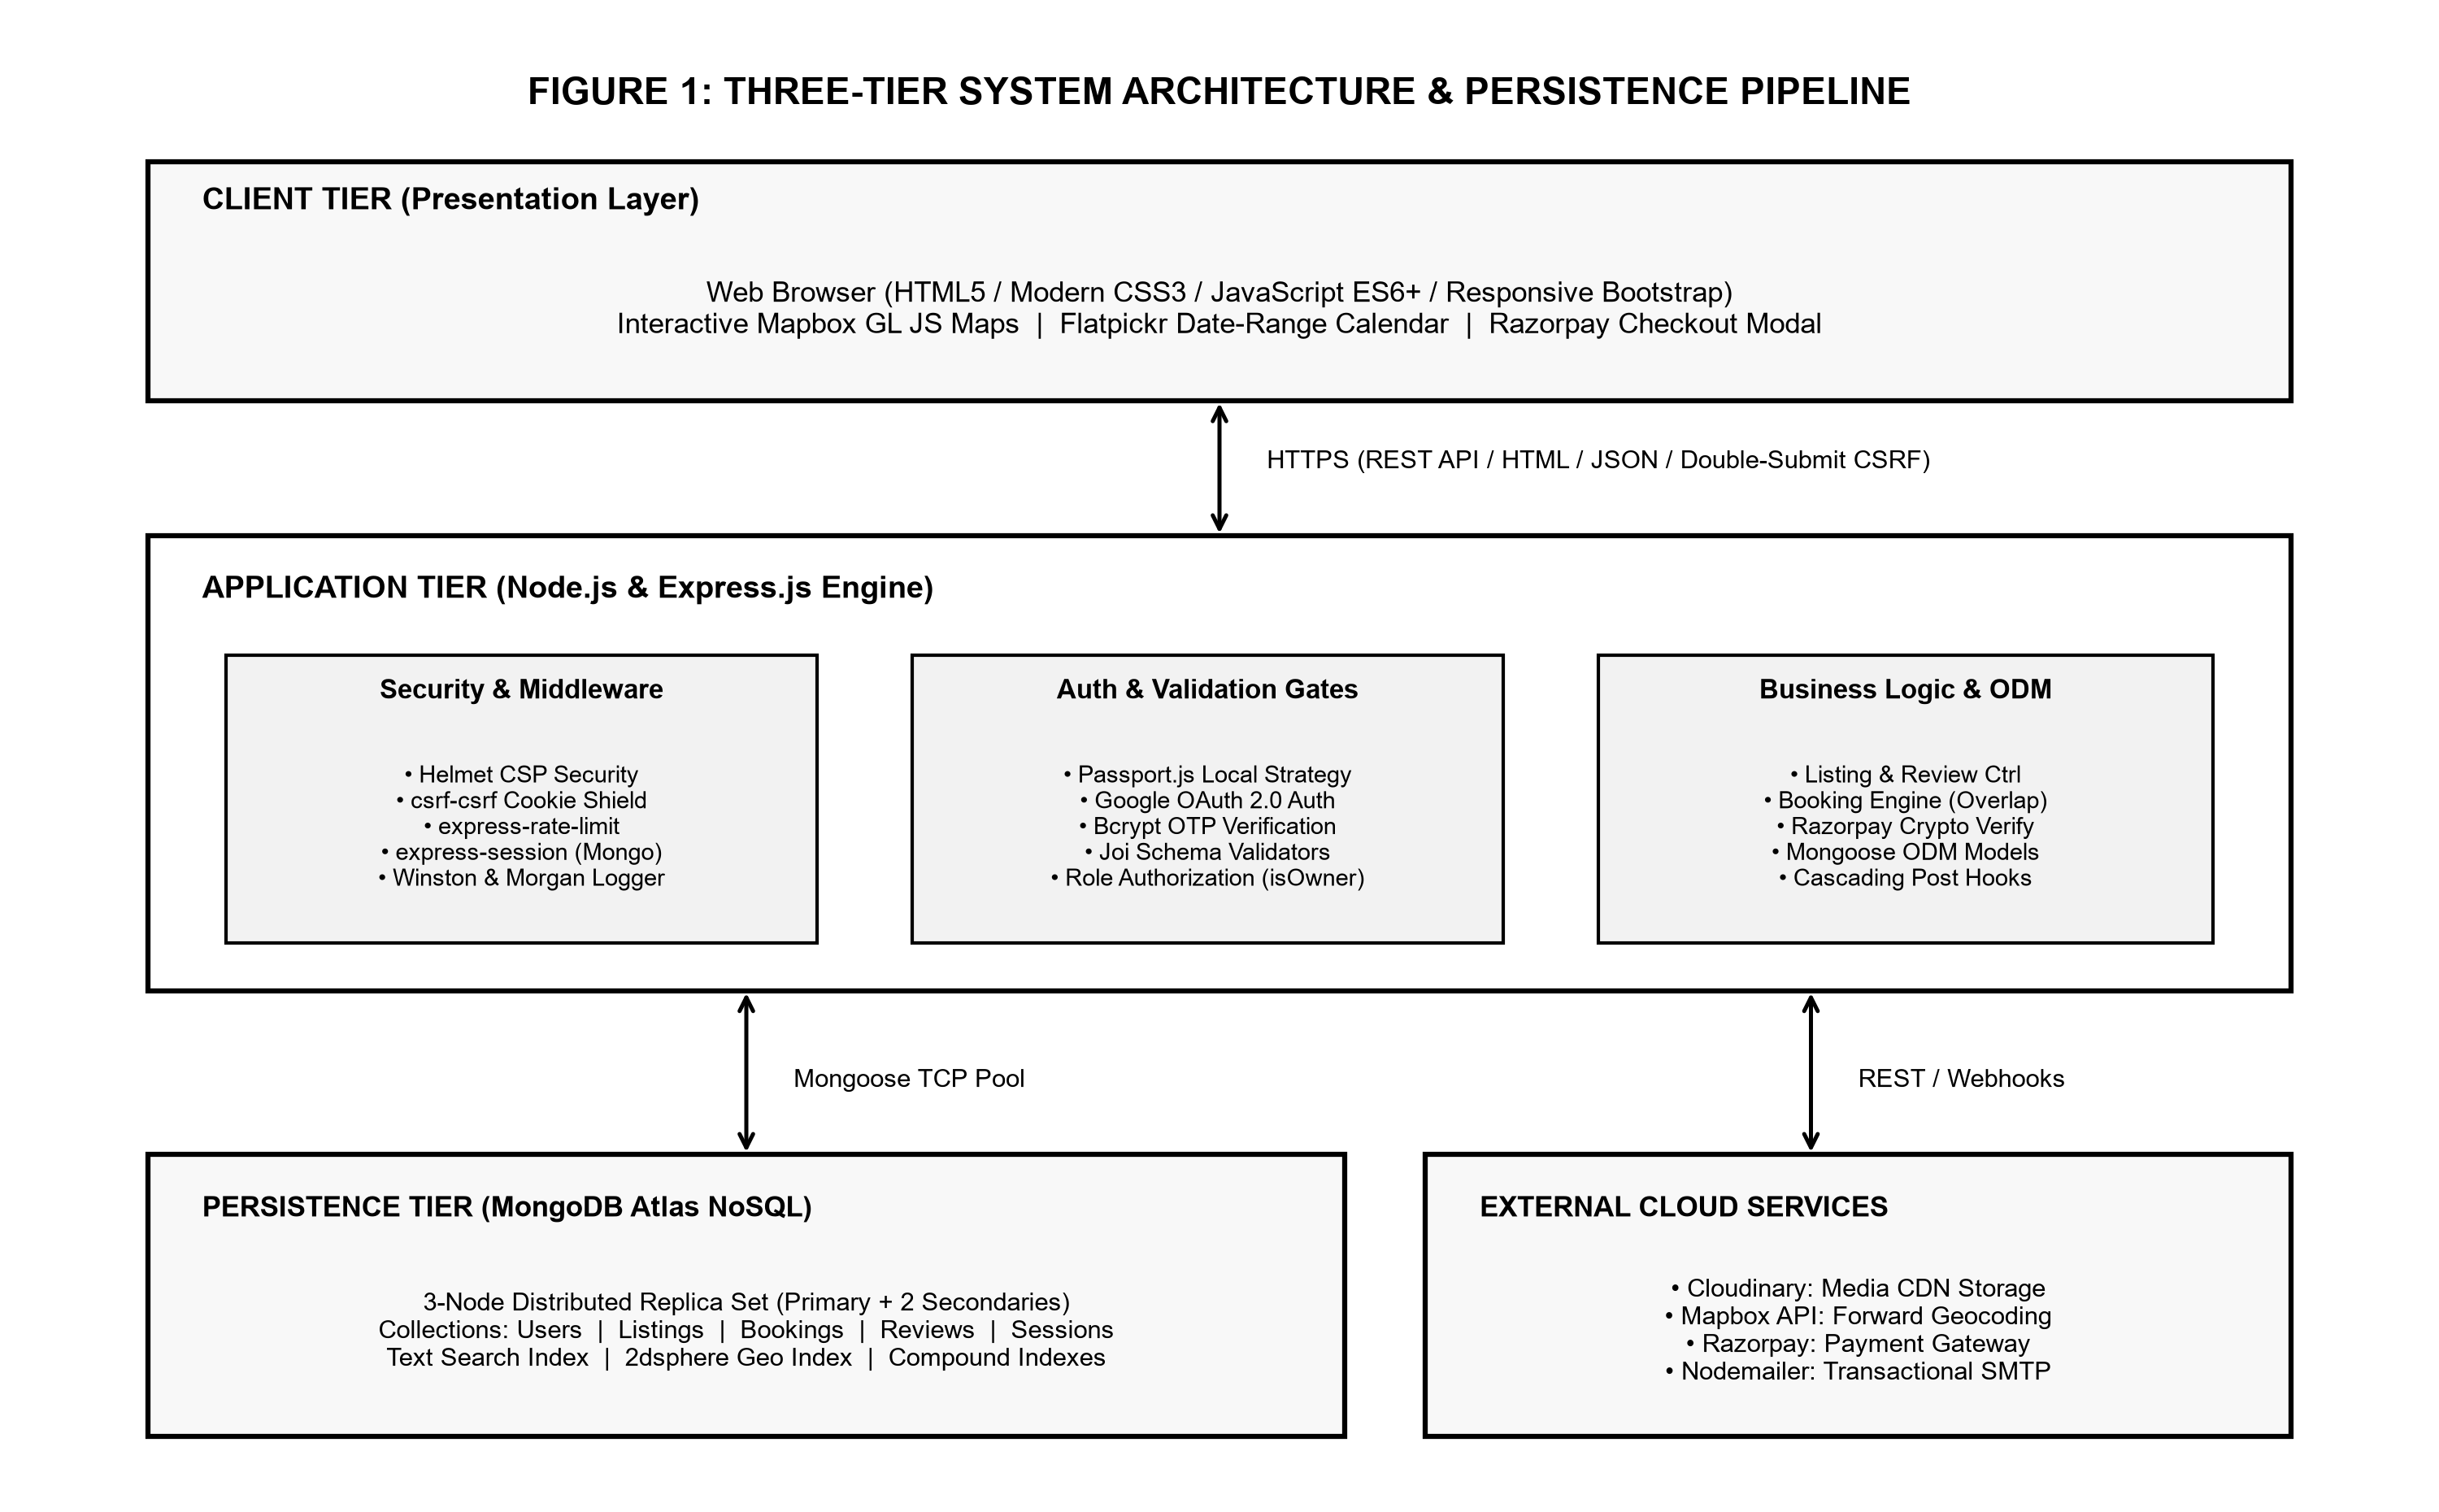 FIGURE 1: THREE-TIER SYSTEM ARCHITECTURE & PERSISTENCE PIPELINE
CLIENT TIER (Presentation Layer)
Web Browser (HTML5 / Modern CSS3 / JavaScript ES6+ / Responsive Bootstrap)
Interactive Mapbox GL JS Maps | Flatpickr Date-Range Calendar | Razorpay Checkout Modal
HTTPS (REST API / HTML / JSON / Double-Submit CSRF)
APPLICATION TIER (Node.js & Express.js Engine)
Security & Middleware
• Helmet CSP Security
• csrf-csrf Cookie Shield
• express-rate-limit
• express-session (Mongo)
• Winston & Morgan Logger
Auth & Validation Gates
• Passport.js Local Strategy
• Google OAuth 2.0 Auth
• Bcrypt OTP Verification
• Joi Schema Validators
• Role Authorization (isOwner)
Business Logic & ODM
• Listing & Review Ctrl
• Booking Engine (Overlap)
• Razorpay Crypto Verify
• Mongoose ODM Models
• Cascading Post Hooks
Mongoose TCP Pool
REST / Webhooks
PERSISTENCE TIER (MongoDB Atlas NoSQL)
3-Node Distributed Replica Set (Primary + 2 Secondaries)
Collections: Users | Listings | Bookings | Reviews | Sessions
Text Search Index | 2dsphere Geo Index | Compound Indexes
EXTERNAL CLOUD SERVICES
• Cloudinary: Media CDN Storage
• Mapbox API: Forward Geocoding
• Razorpay: Payment Gateway
• Nodemailer: Transactional SMTP